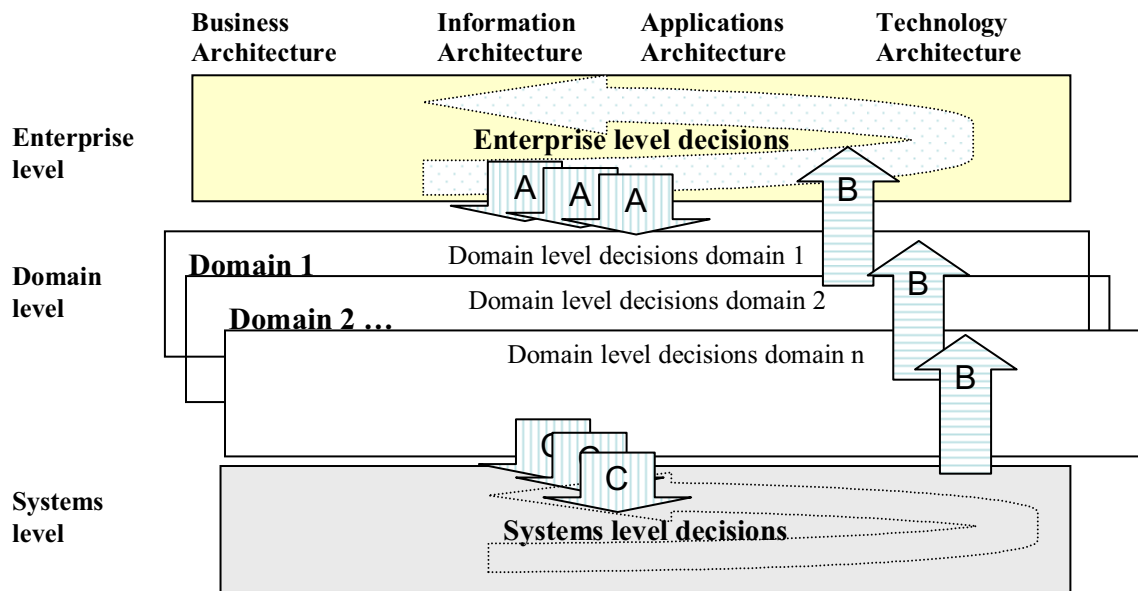 Business Architecture
Information Architecture
Applications Architecture
Technology Architecture
Enterprise level
Enterprise level decisions
A
A
A
B
Domain level
Domain 1
Domain level decisions domain 1
B
Domain level decisions domain 2
Domain 2 …
Domain level decisions domain n
B
C
C
C
Systems level
Systems level decisions